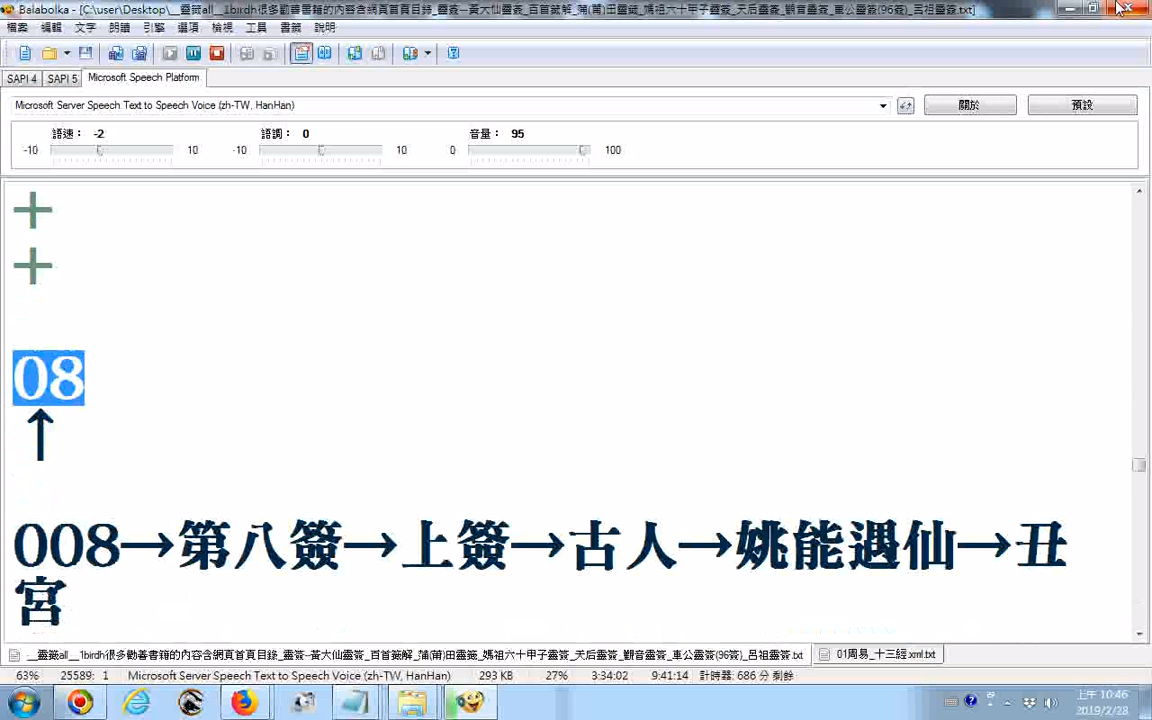 Balabolka - [C:\user\Desktop\__靈籤all__1birdh很多勸善書籍的內容含網頁首頁目錄_靈簽─黃大仙靈簽_百首籤解_蒲(莆)田靈籤_媽祖六十甲子靈簽_天后靈簽_觀音靈簽_車公靈簽(96簽)_呂祖靈簽.txt]
檔案 編輯 文字 朗讀 引擎 選項 檢視 工具 書籤 說明
SAPI 4 SAPI 5 Microsoft Speech Platform
Microsoft Server Speech Text to Speech Voice (zh-TW, HanHan) 關於 預設
語速： -2 語調： 0 音量： 95
-10 10 -10 10 0 100
+
+
08
↑
008→第八簽→上簽→古人→姚能遇仙→丑
宮
__靈籤all__1birdh很多勸善書籍的內容含網頁首頁目錄_靈簽─黃大仙靈簽_百首籤解_蒲(莆)田靈籤_媽祖六十甲子靈簽_天后靈簽_觀音靈簽_車公靈簽(96簽)_呂祖靈簽.txt 01周易_十三經.xml.txt
63% 25589: 1 Microsoft Server Speech Text to Speech Voice (zh-TW, HanHan) 293 KB 27% 3:34:02 9:41:14 計時器: 686 分 剩餘
上午 10:46
2019/2/28